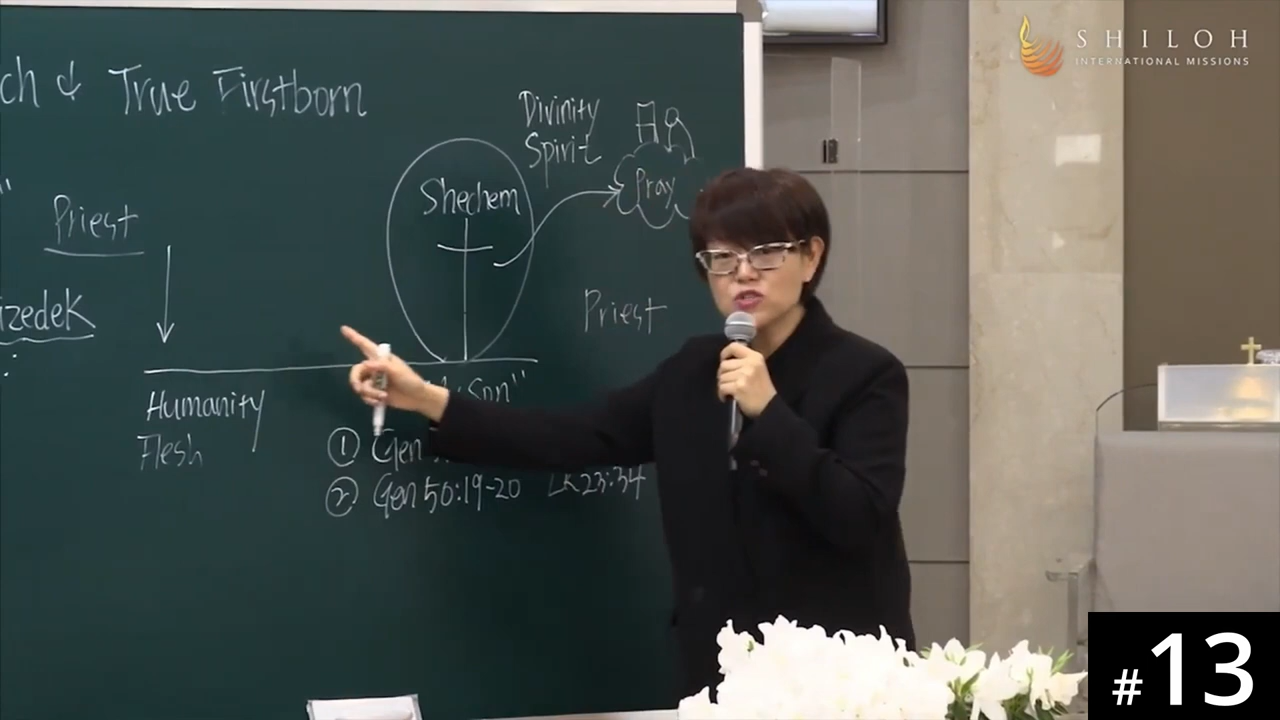 SHILOH
INTERNATIONAL MISSIONS
ch & True Firstborn
Divinity
Spirit
Pray
Shechem
Priest
Priest
izedek
Son"
Humanity
Flesh
① Gen
② Gen 50:19-20 LK 23:34
#13